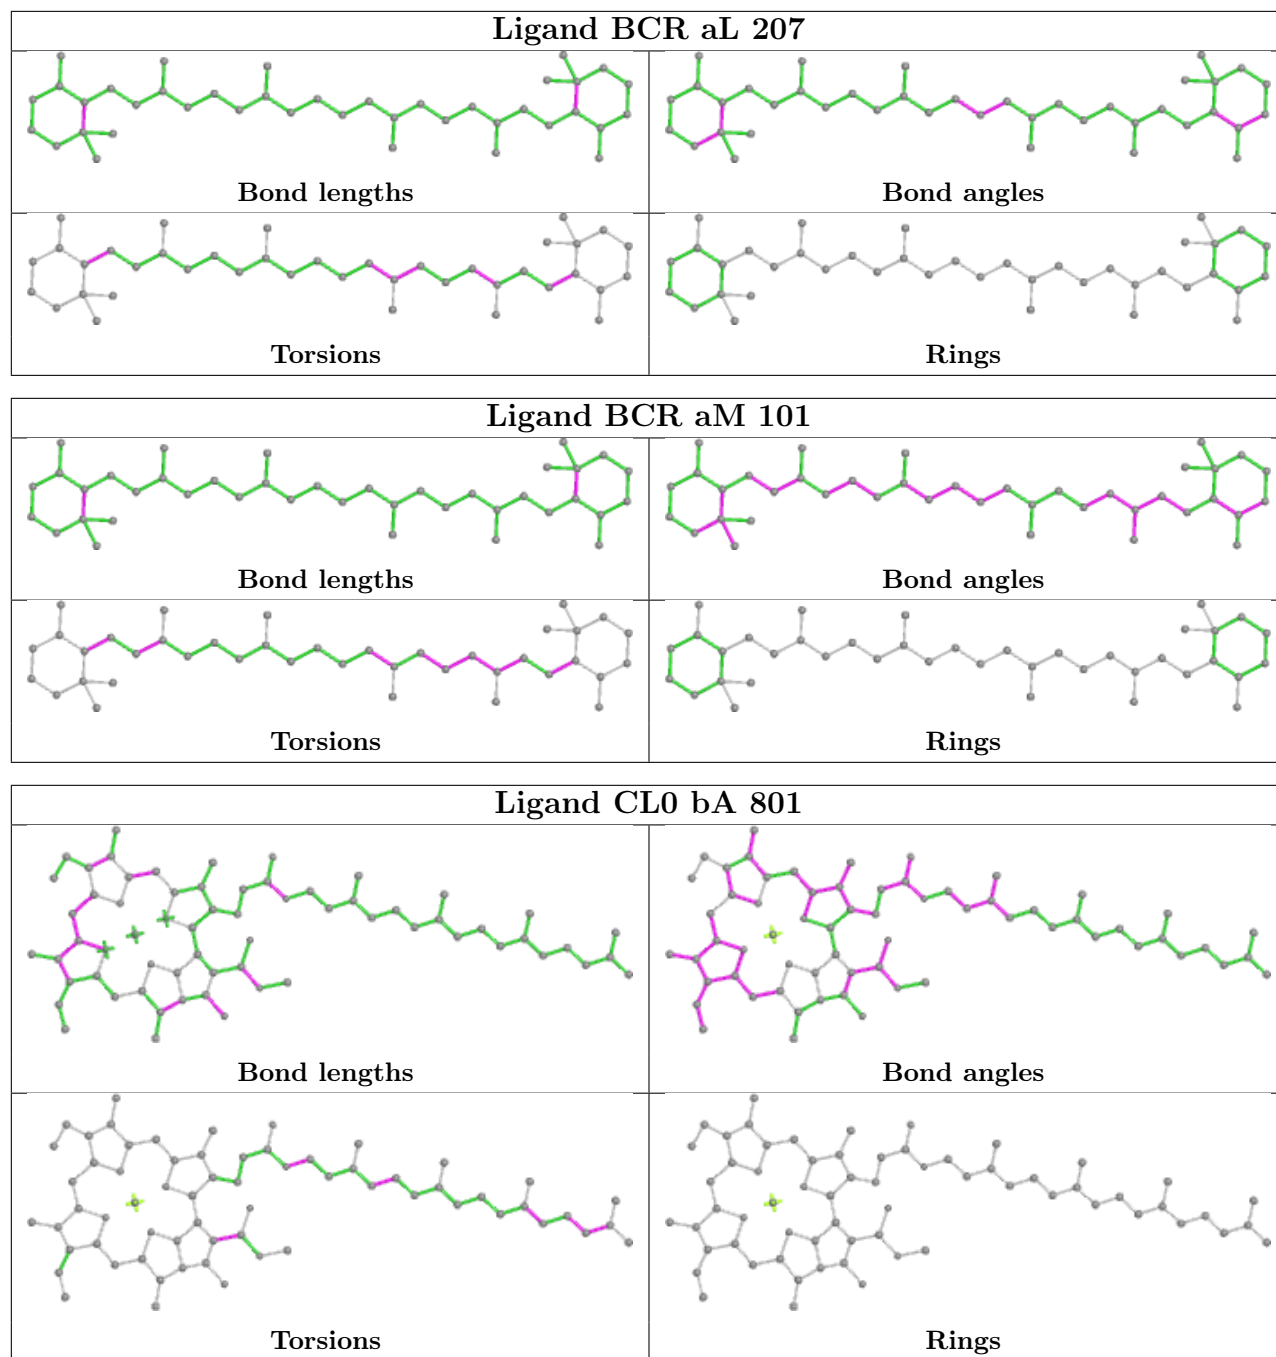 Ligand BCR aL 207
Bond lengths
Bond angles
Torsions
Rings
Ligand BCR aM 101
Bond lengths
Bond angles
Torsions
Rings
Ligand CL0 bA 801
Bond lengths
Bond angles
Torsions
Rings